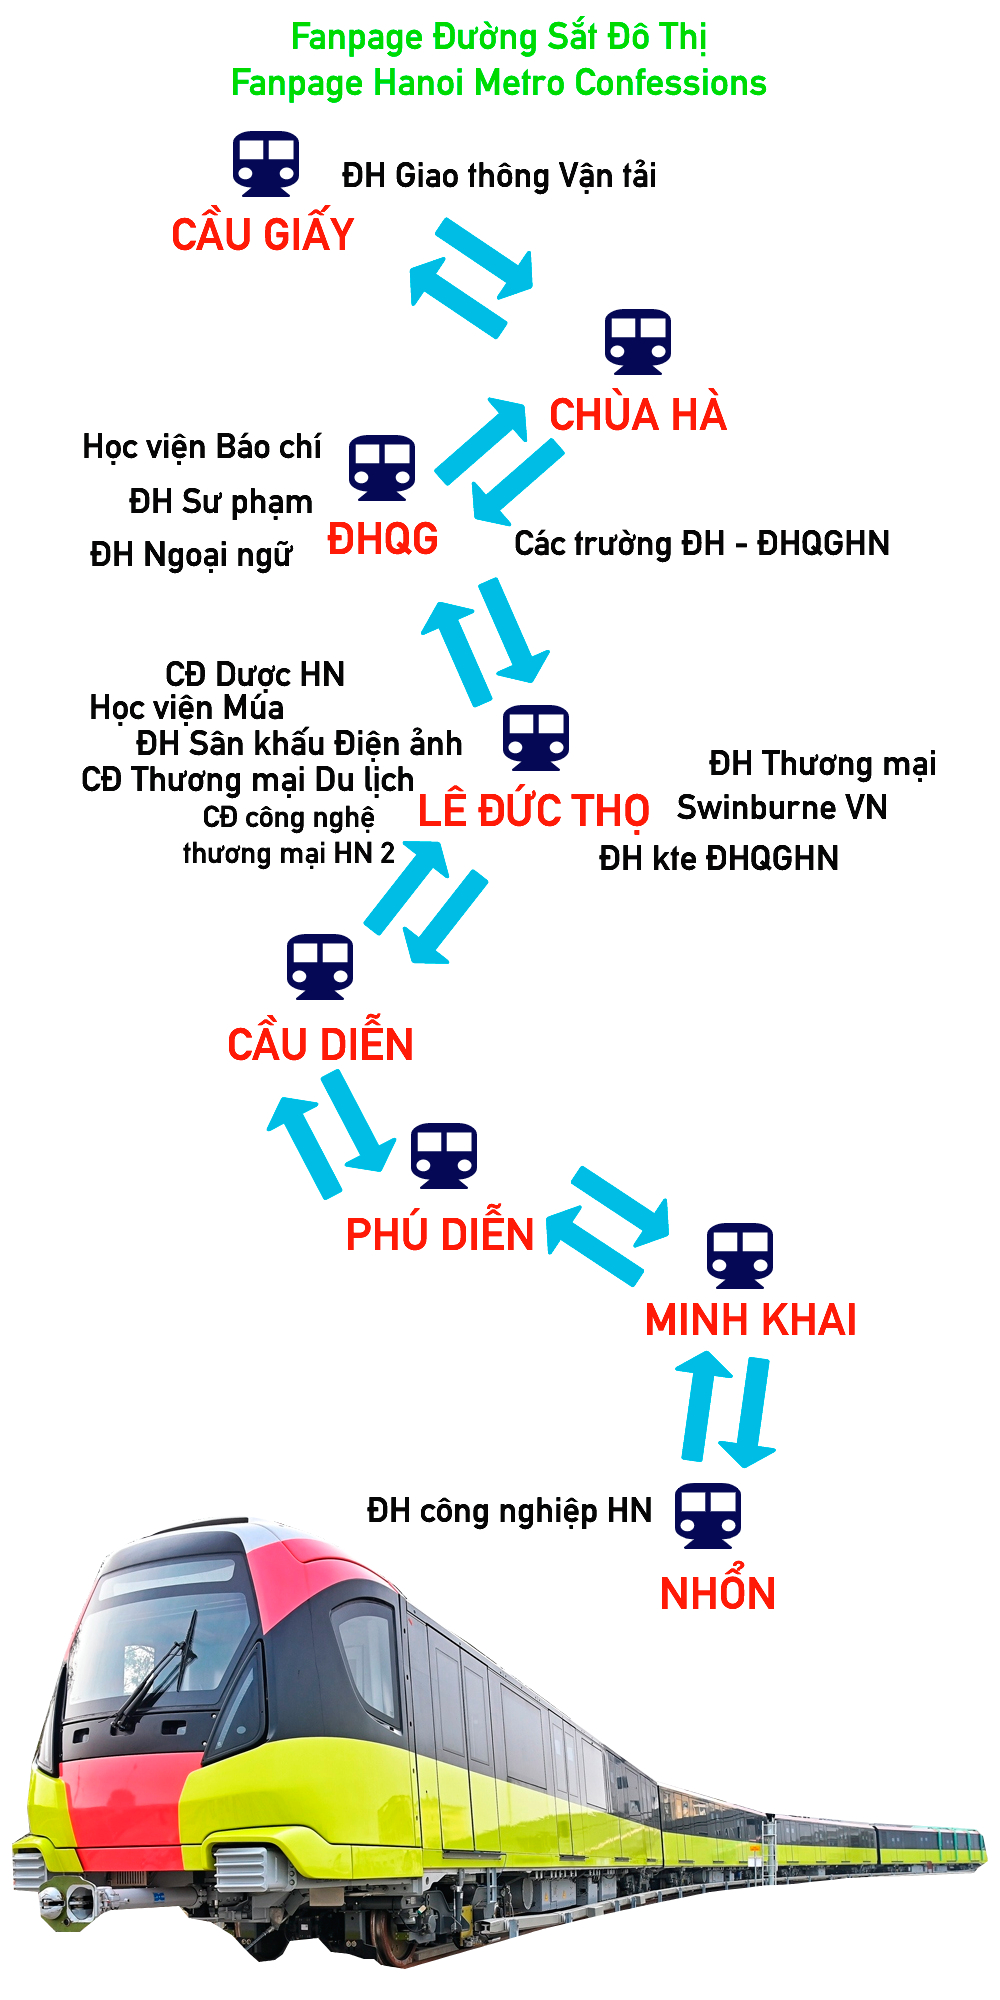 Fanpage Đường Sắt Đô Thị
Fanpage Hanoi Metro Confessions
ĐH Giao thông Vận tải
CẦU GIẤY
CHÙA HÀ
Học viện Báo chí
ĐH Sư phạm
ĐHQG
ĐH Ngoại ngữ
Các trường ĐH - ĐHQGHN
CĐ Dược HN
Học viện Múa
ĐH Sân khấu Điện ảnh
CĐ Thương mại Du lịch
CĐ công nghệ
thương mại HN 2
LÊ ĐỨC THỌ
ĐH Thương mại
Swinburne VN
ĐH kte ĐHQGHN
CẦU DIỄN
PHÚ DIỄN
MINH KHAI
ĐH công nghiệp HN
NHỔN